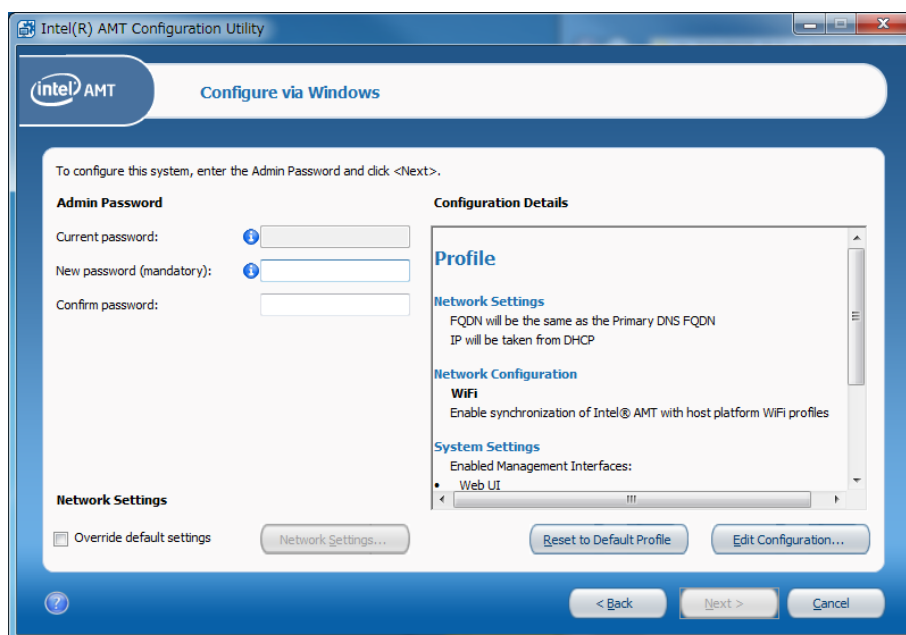 Intel(R) AMT Configuration Utility
intel AMT
Configure via Windows
To configure this system, enter the Admin Password and click <Next>.
Admin Password
Current password:
New password (mandatory):
Confirm password:
Network Settings
Override default settings
Network Settings...
Configuration Details
Profile
Network Settings
FQDN will be the same as the Primary DNS FQDN
IP will be taken from DHCP
Network Configuration
WiFi
Enable synchronization of Intel® AMT with host platform WiFi profiles
System Settings
Enabled Management Interfaces:
• Web UI
Reset to Default Profile
Edit Configuration...
< Back
Next >
Cancel